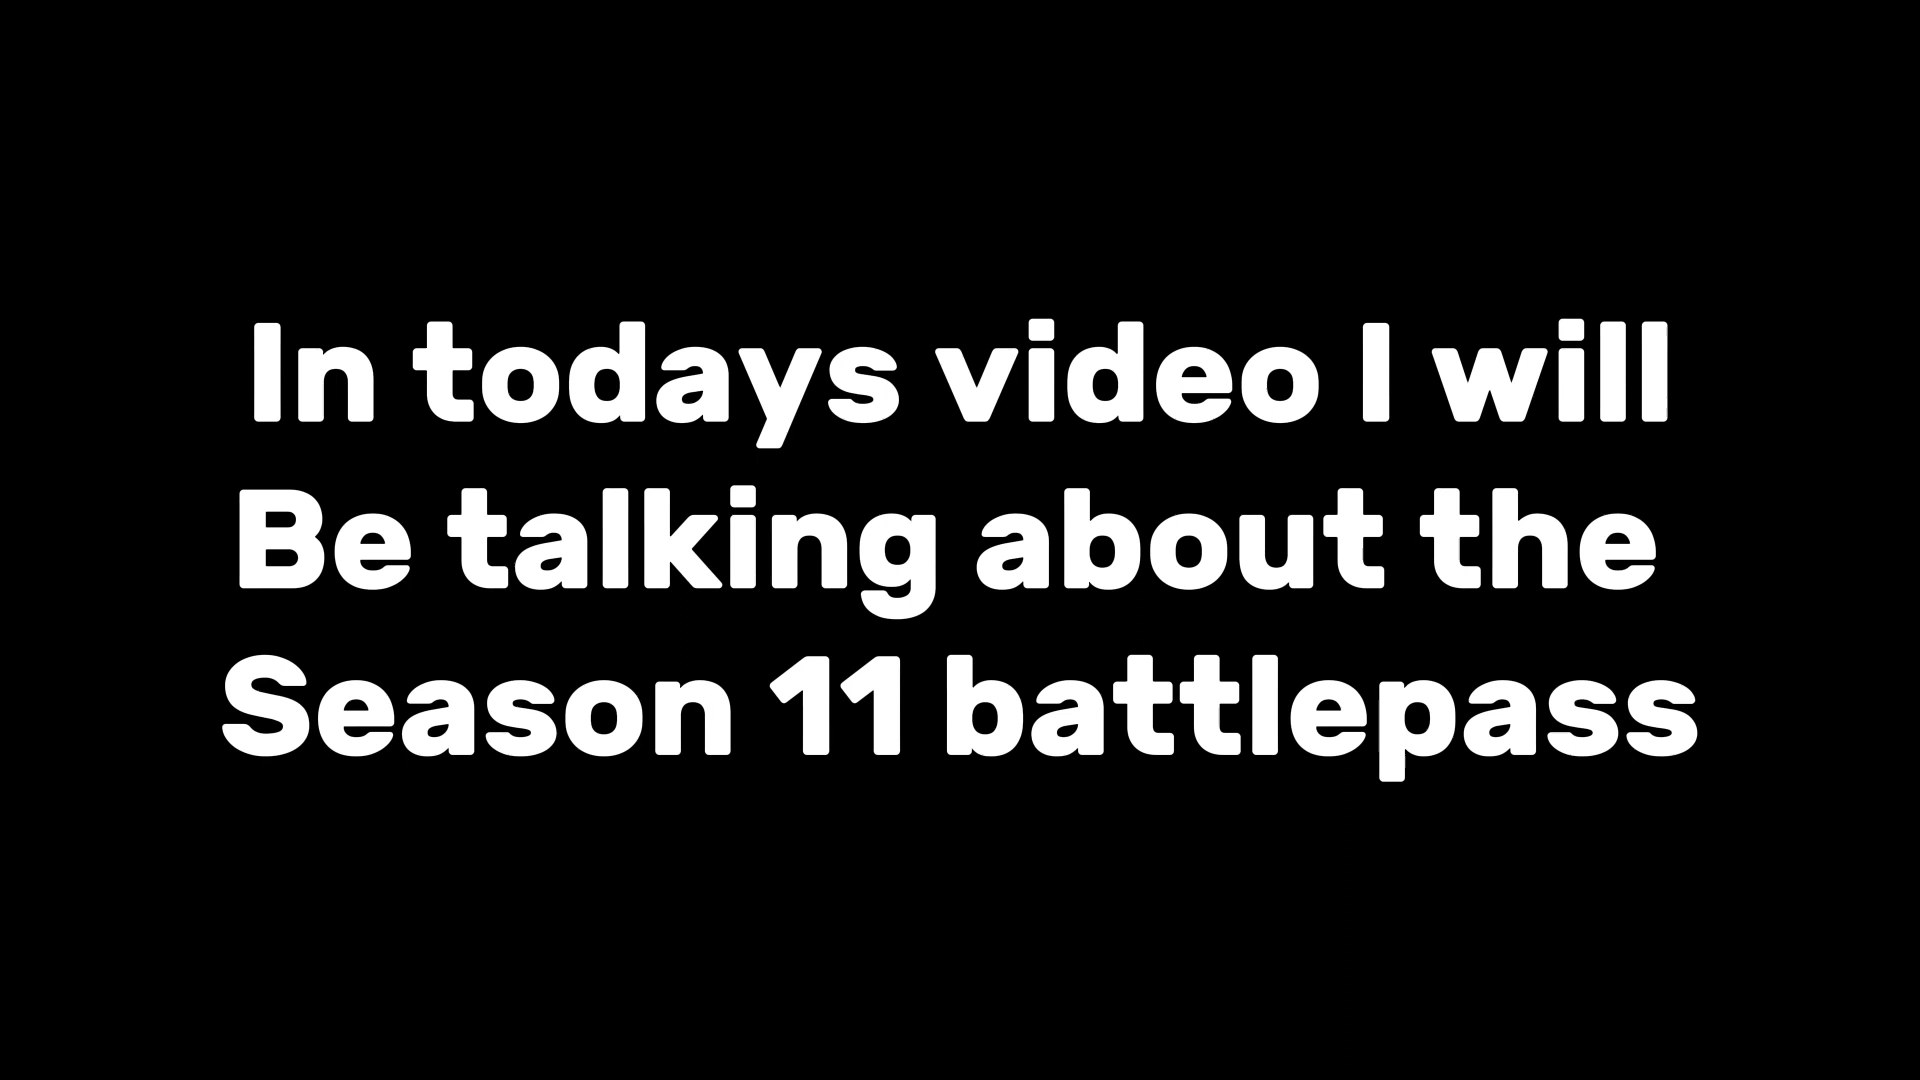 In todays video I will
Be talking about the
Season 11 battlepass